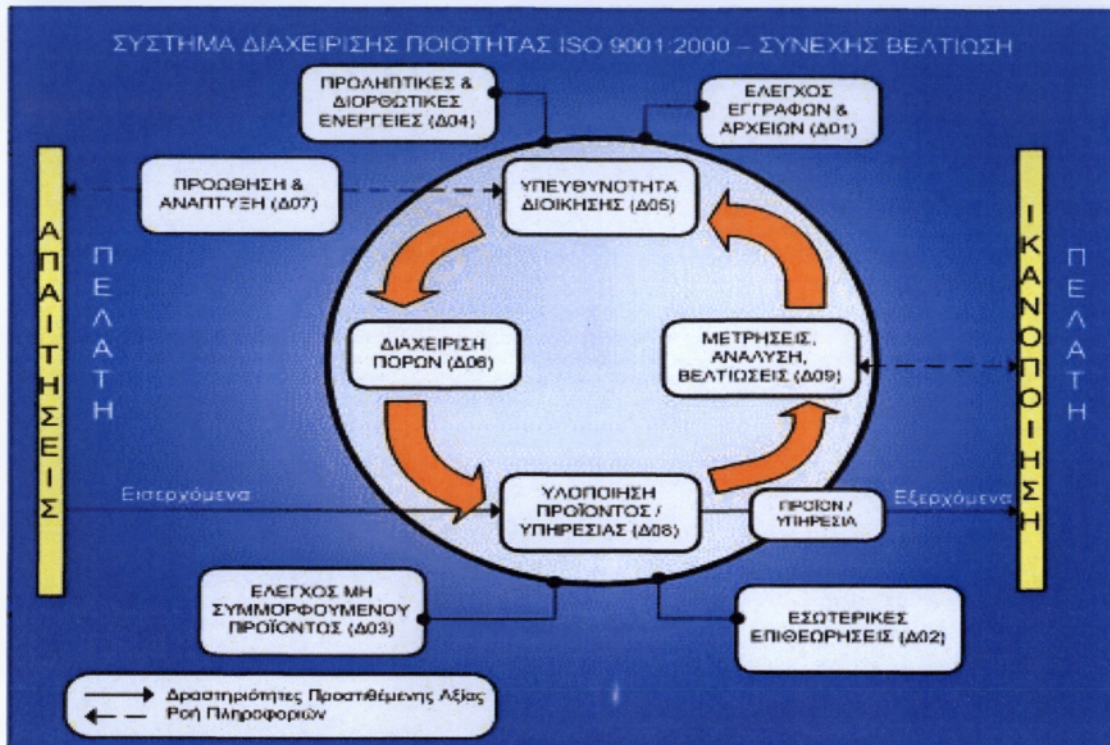 ΣΥΣΤΗΜΑ ΔΙΑΧΕΙΡΙΣΗΣ ΠΟΙΟΤΗΤΑΣ ISO 9001:2000 – ΣΥΝΕΧΗΣ ΒΕΛΤΙΩΣΗ
ΠΡΟΛΗΠΤΙΚΕΣ &
ΔΙΟΡΘΩΤΙΚΕΣ
ΕΝΕΡΓΕΙΕΣ (Δ04)
ΕΛΕΓΧΟΣ
ΕΓΓΡΑΦΩΝ &
ΑΡΧΕΙΩΝ (Δ01)
ΠΡΟΩΘΗΣΗ &
ΑΝΑΠΤΥΞΗ (Δ07)
ΥΠΕΥΘΥΝΟΤΗΤΑ
ΔΙΟΙΚΗΣΗΣ (Δ05)
ΑΠΑΙΤΗΣΕΙΣ
ΠΕΛΑΤΗ
ΔΙΑΧΕΙΡΙΣΗ
ΠΟΡΩΝ (Δ06)
ΜΕΤΡΗΣΕΙΣ,
ΑΝΑΛΥΣΗ,
ΒΕΛΤΙΩΣΕΙΣ (Δ09)
ΠΕΛΑΤΗ
ΙΚΑΝΟΠΟΙΗΣΗ
Εισερχόμενα
ΥΛΟΠΟΙΗΣΗ
ΠΡΟΪΟΝΤΟΣ /
ΥΠΗΡΕΣΙΑΣ (Δ08)
ΠΡΟΪΟΝ /
ΥΠΗΡΕΣΙΑ
Εξερχόμενα
ΕΛΕΓΧΟΣ ΜΗ
ΣΥΜΜΟΡΦΟΥΜΕΝΟΥ
ΠΡΟΪΟΝΤΟΣ (Δ03)
ΕΣΩΤΕΡΙΚΕΣ
ΕΠΙΘΕΩΡΗΣΕΙΣ (Δ02)
Δραστηριότητες Προστιθέμενης Αξίας
Ροή Πληροφοριών